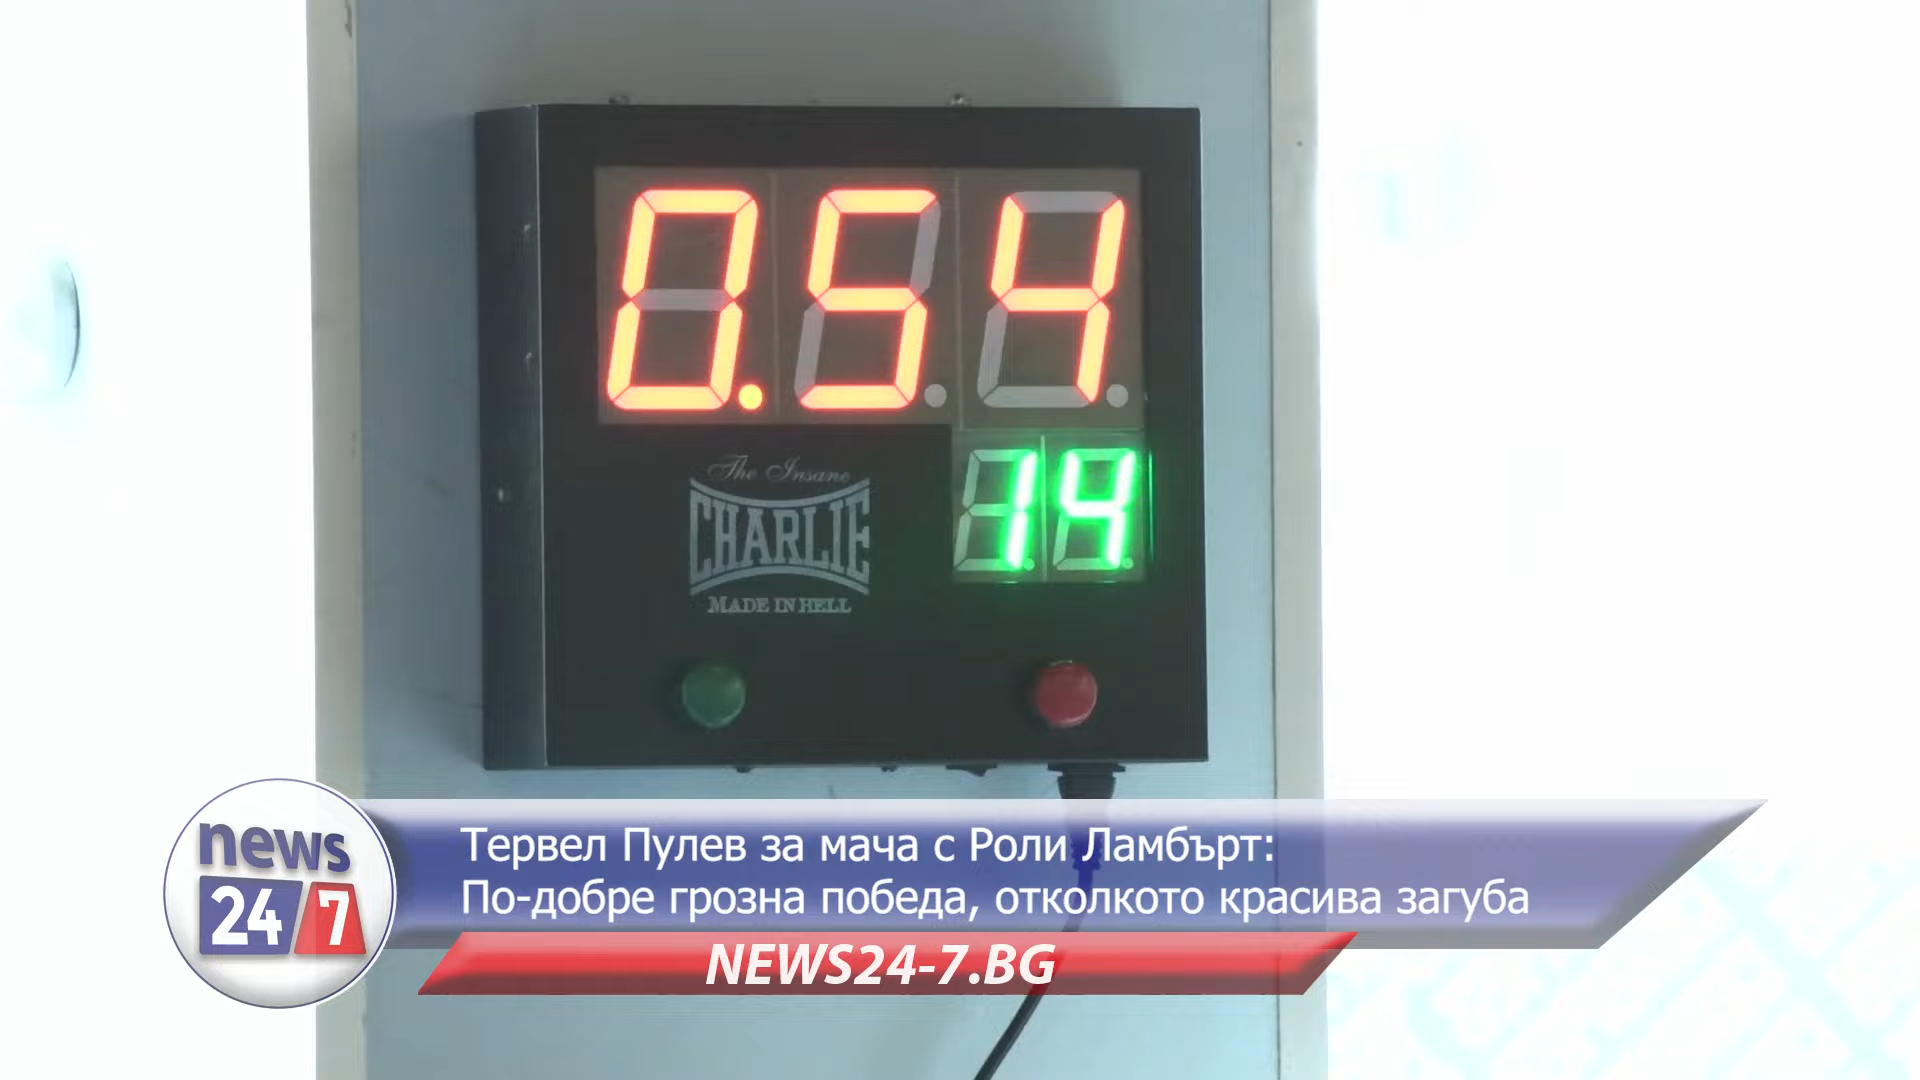 0.54
14
The Insane
CHARLIE
MADE IN HELL
Тервел Пулев за мача с Роли Ламбърт:
По-добре грозна победа, отколкото красива загуба
news
24 7
NEWS24-7.BG